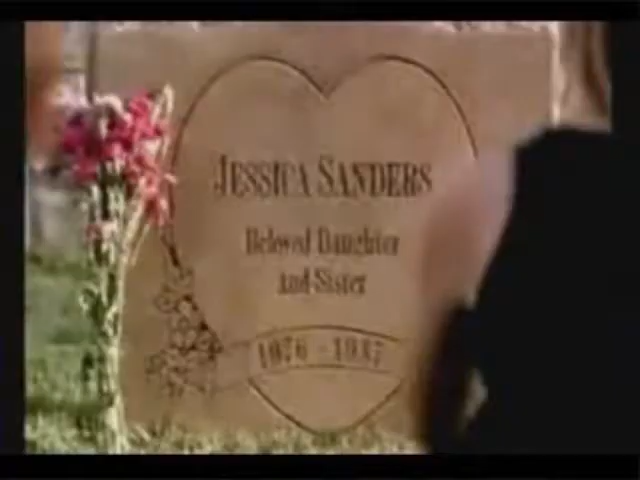 JESSICA SANDERS
Beloved Daughter
And Sister
1976 - 1987